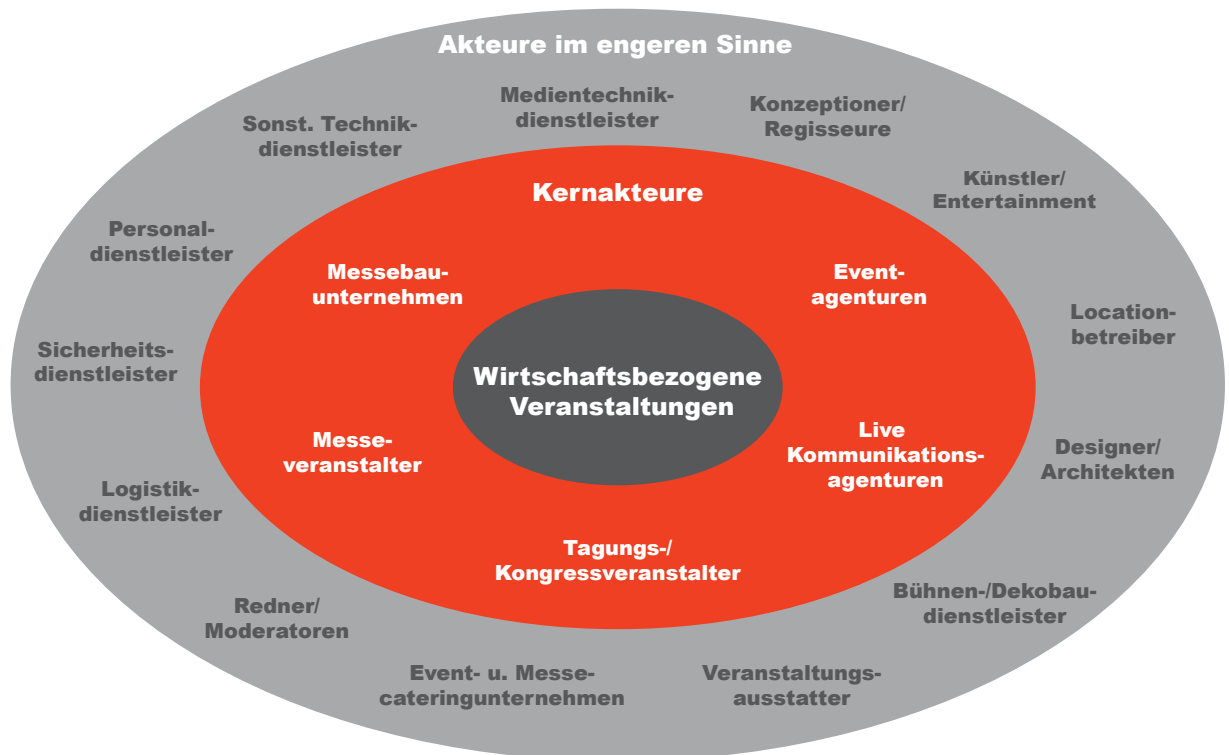 Akteure im engeren Sinne
Medientechnik-
dienstleister
Konzeptioner/
Regisseure
Sonst. Technik-
dienstleister
Künstler/
Entertainment
Kernakteure
Personal-
dienstleister
Messebau-
unternehmen
Event-
agenturen
Location-
betreiber
Sicherheits-
dienstleister
Wirtschaftsbezogene
Veranstaltungen
Messe-
veranstalter
Live
Kommunikations-
agenturen
Designer/
Architekten
Logistik-
dienstleister
Tagungs-/
Kongressveranstalter
Bühnen-/Dekobau-
dienstleister
Redner/
Moderatoren
Event- u. Messe-
cateringunternehmen
Veranstaltungs-
ausstatter